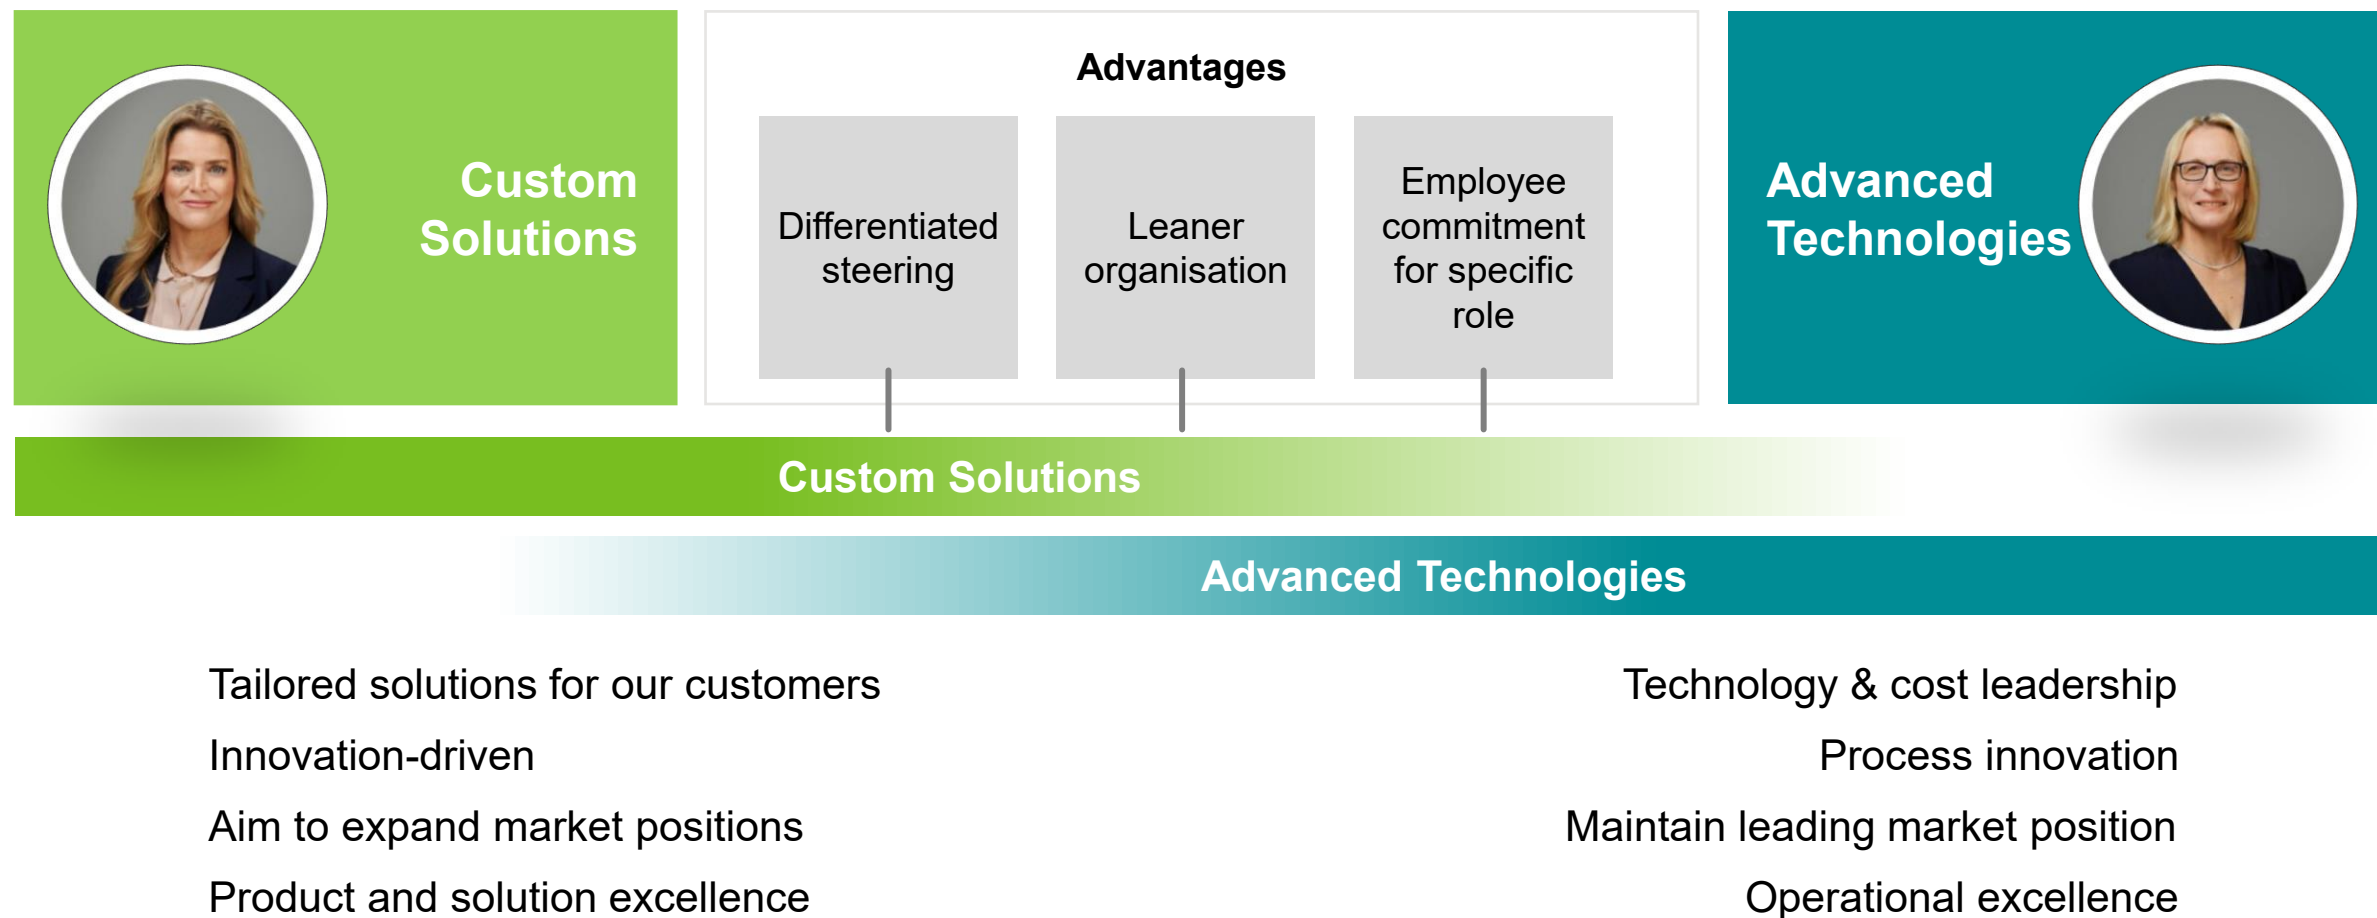 Custom
Solutions
Advantages
Differentiated
steering
Leaner
organisation
Employee
commitment
for specific
role
Advanced
Technologies
Custom Solutions
Advanced Technologies
Tailored solutions for our customers
Innovation-driven
Aim to expand market positions
Product and solution excellence
Technology & cost leadership
Process innovation
Maintain leading market position
Operational excellence